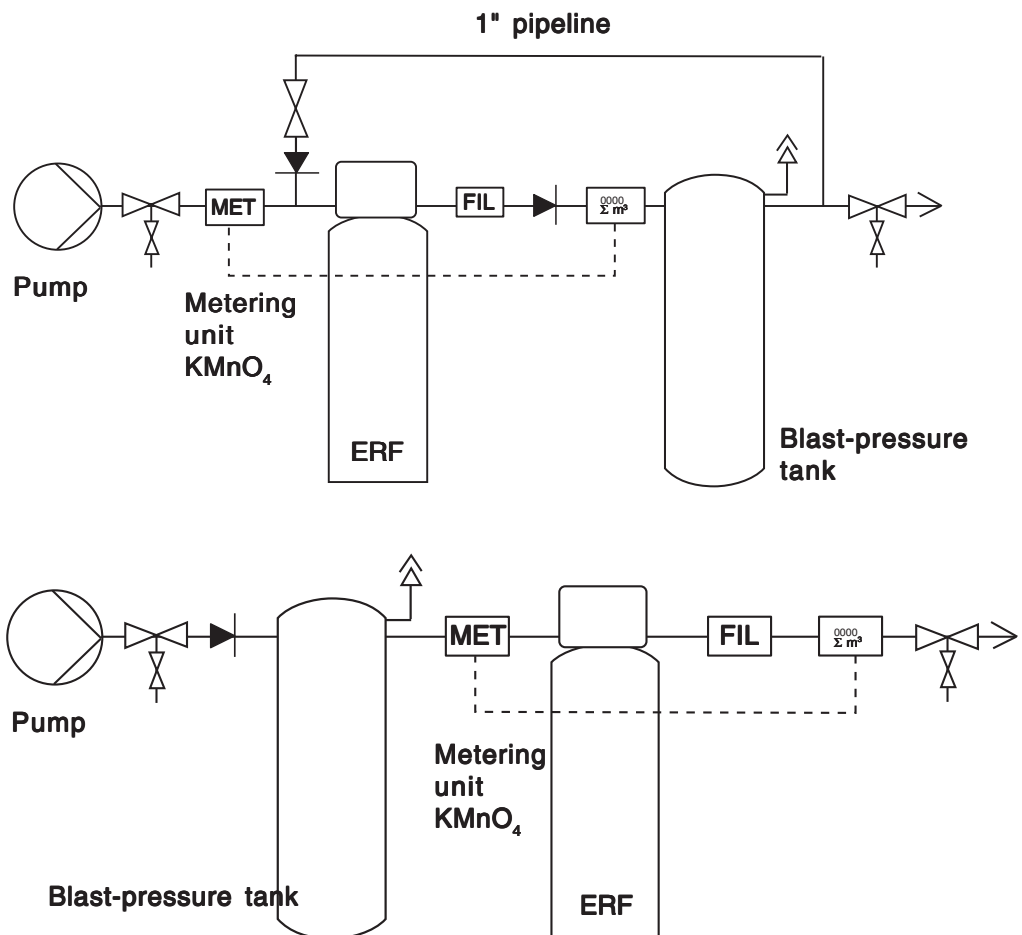 1" pipeline
MET
FIL
0000
Σ m³
Pump
Metering
unit
KMnO₄
ERF
Blast-pressure
tank
MET
FIL
0000
Σ m³
Pump
Metering
unit
KMnO₄
Blast-pressure tank
ERF